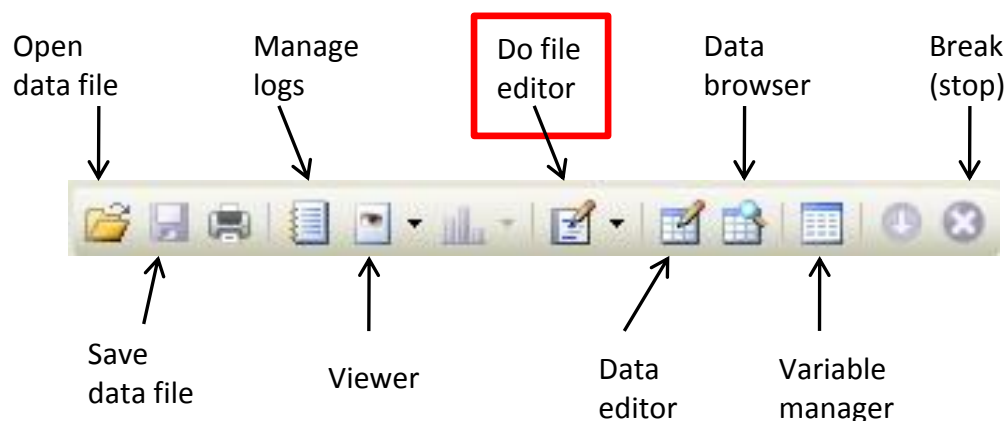 Open
data file
Manage
logs
Do file
editor
Data
browser
Break
(stop)
Save
data file
Viewer
Data
editor
Variable
manager